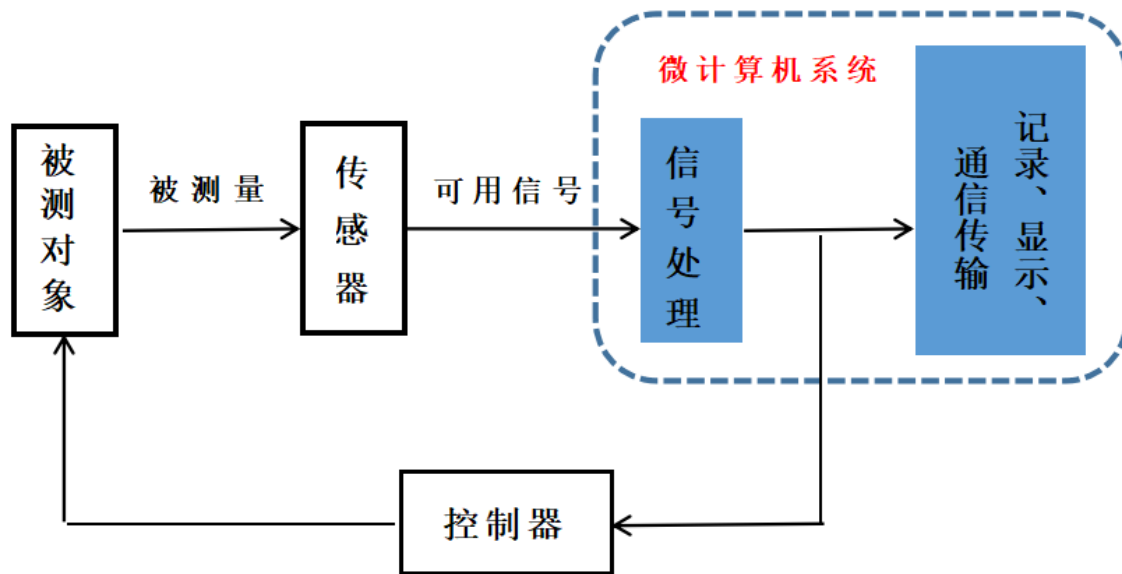 微计算机系统
被测对象
被测量
传感器
可用信号
信号处理
记录、显示、
通信传输
控制器